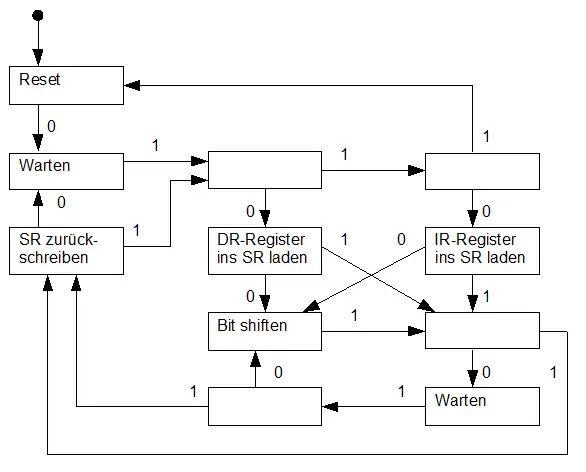 Reset
0
1
Warten
1
1
0
0
0
SR zurück-
schreiben
1
DR-Register
ins SR laden
1
0
IR-Register
ins SR laden
0
1
Bit shiften
1
0
0
1
1
1
Warten